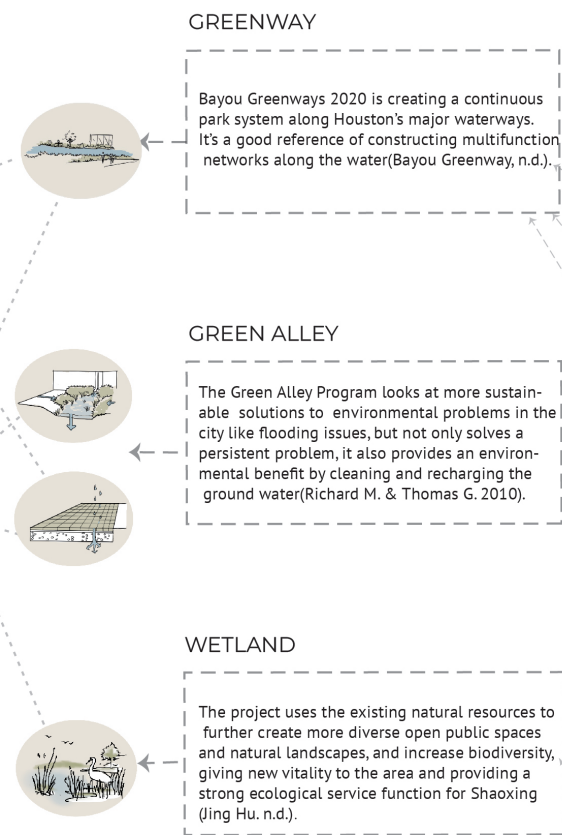 GREENWAY
Bayou Greenways 2020 is creating a continuous
park system along Houston's major waterways.
It's a good reference of constructing multifunction
networks along the water(Bayou Greenway, n.d.).
GREEN ALLEY
The Green Alley Program looks at more sustain-
able solutions to environmental problems in the
city like flooding issues, but not only solves a
persistent problem, it also provides an environ-
mental benefit by cleaning and recharging the
ground water(Richard M. & Thomas G. 2010).
WETLAND
The project uses the existing natural resources to
further create more diverse open public spaces
and natural landscapes, and increase biodiversity,
giving new vitality to the area and providing a
strong ecological service function for Shaoxing
(Jing Hu. n.d.).